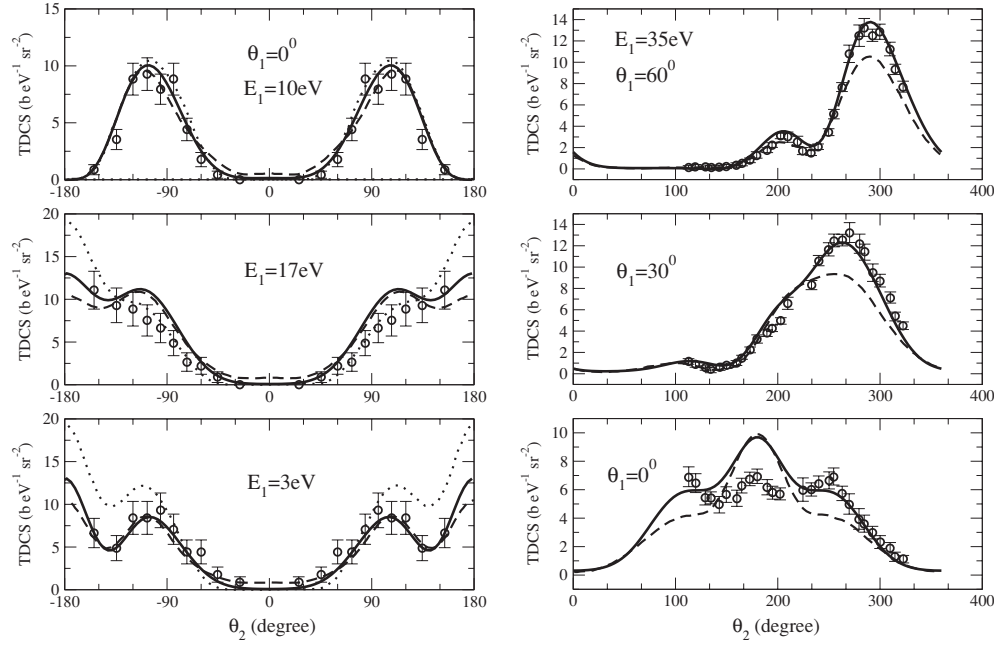 15
10
5
0
-180 -90 0 90 180
TDCS (b eV⁻¹ sr⁻²)
θ₁=0⁰
E₁=10eV
20
15
10
5
0
TDCS (b eV⁻¹ sr⁻²)
E₁=17eV
-180 -90 0 90 180
20
15
10
5
0
TDCS (b eV⁻¹ sr⁻²)
E₁=3eV
-180 -90 0 90 180
θ₂ (degree)
14
12
10
8
6
4
2
0
TDCS (b eV⁻¹ sr⁻²)
E₁=35eV
θ₁=60⁰
0 100 200 300 400
14
12
10
8
6
4
2
0
TDCS (b eV⁻¹ sr⁻²)
θ₁=30⁰
0 100 200 300 400
10
8
6
4
2
0
TDCS (b eV⁻¹ sr⁻²)
θ₁=0⁰
0 100 200 300 400
θ₂ (degree)